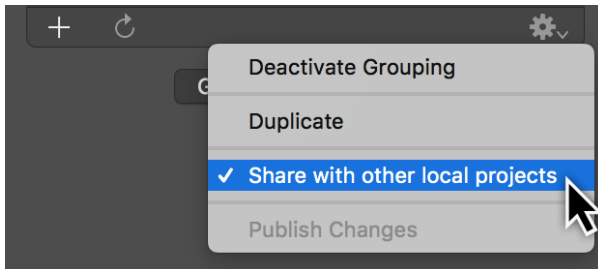 Deactivate Grouping
Duplicate
✓ Share with other local projects
Publish Changes